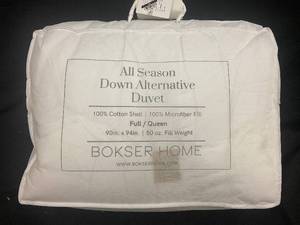 All Season
Down Alternative
Duvet
100% Cotton Shell | 100% Microfiber Fill
Full / Queen
90in. x 94in. | 50 oz. Fill Weight
BOKSER HOME
WWW.BOKSERHOME.COM